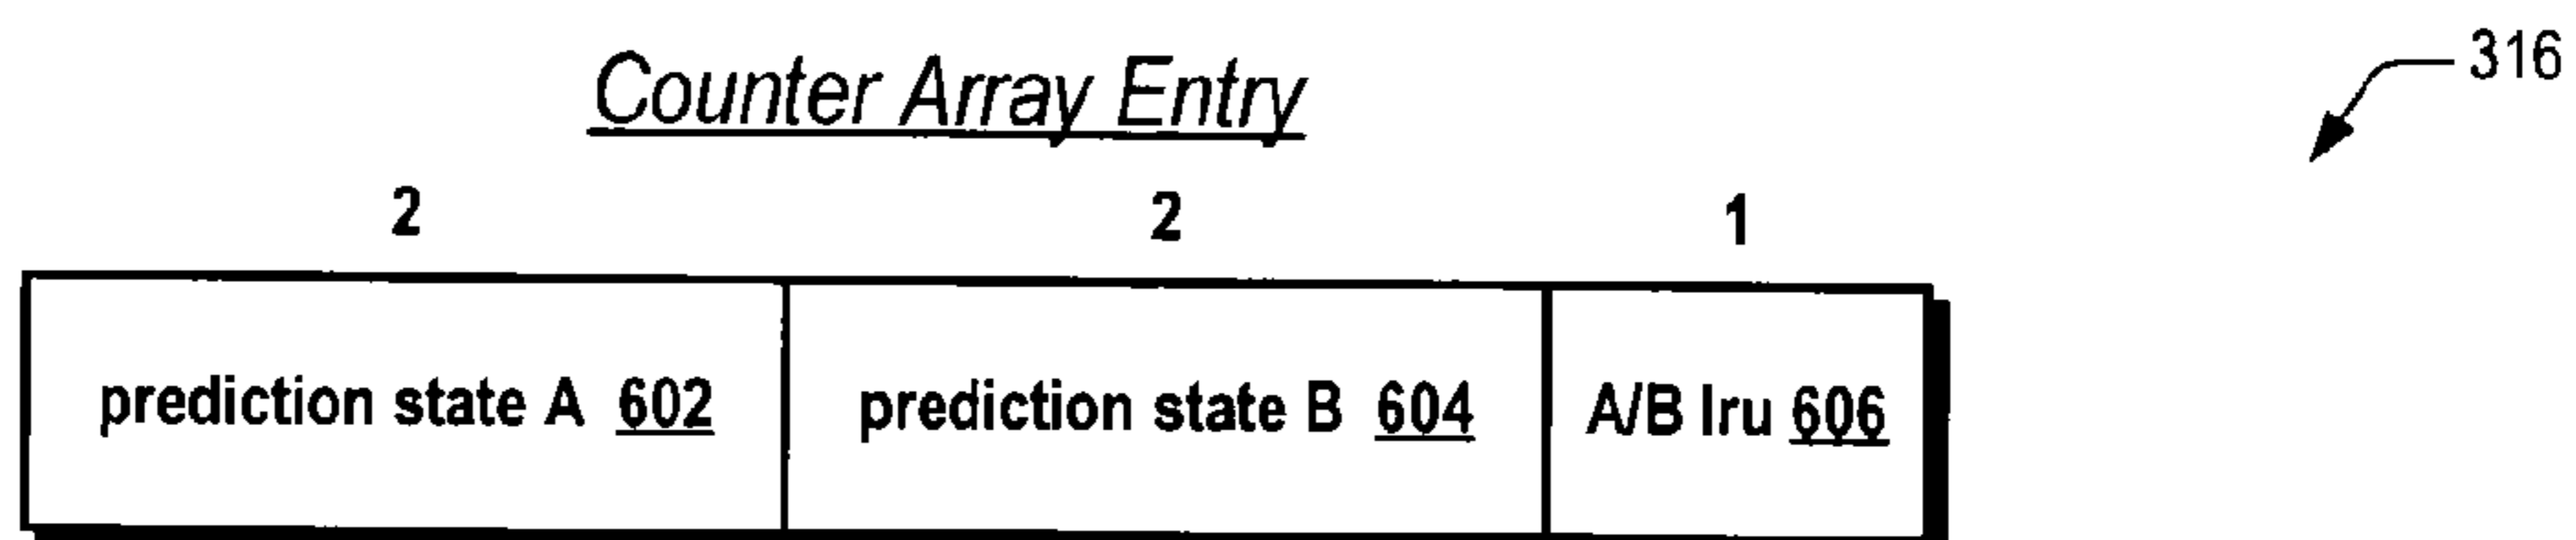 Counter Array Entry
316
2 2 1
prediction state A 602 prediction state B 604 A/B lru 606